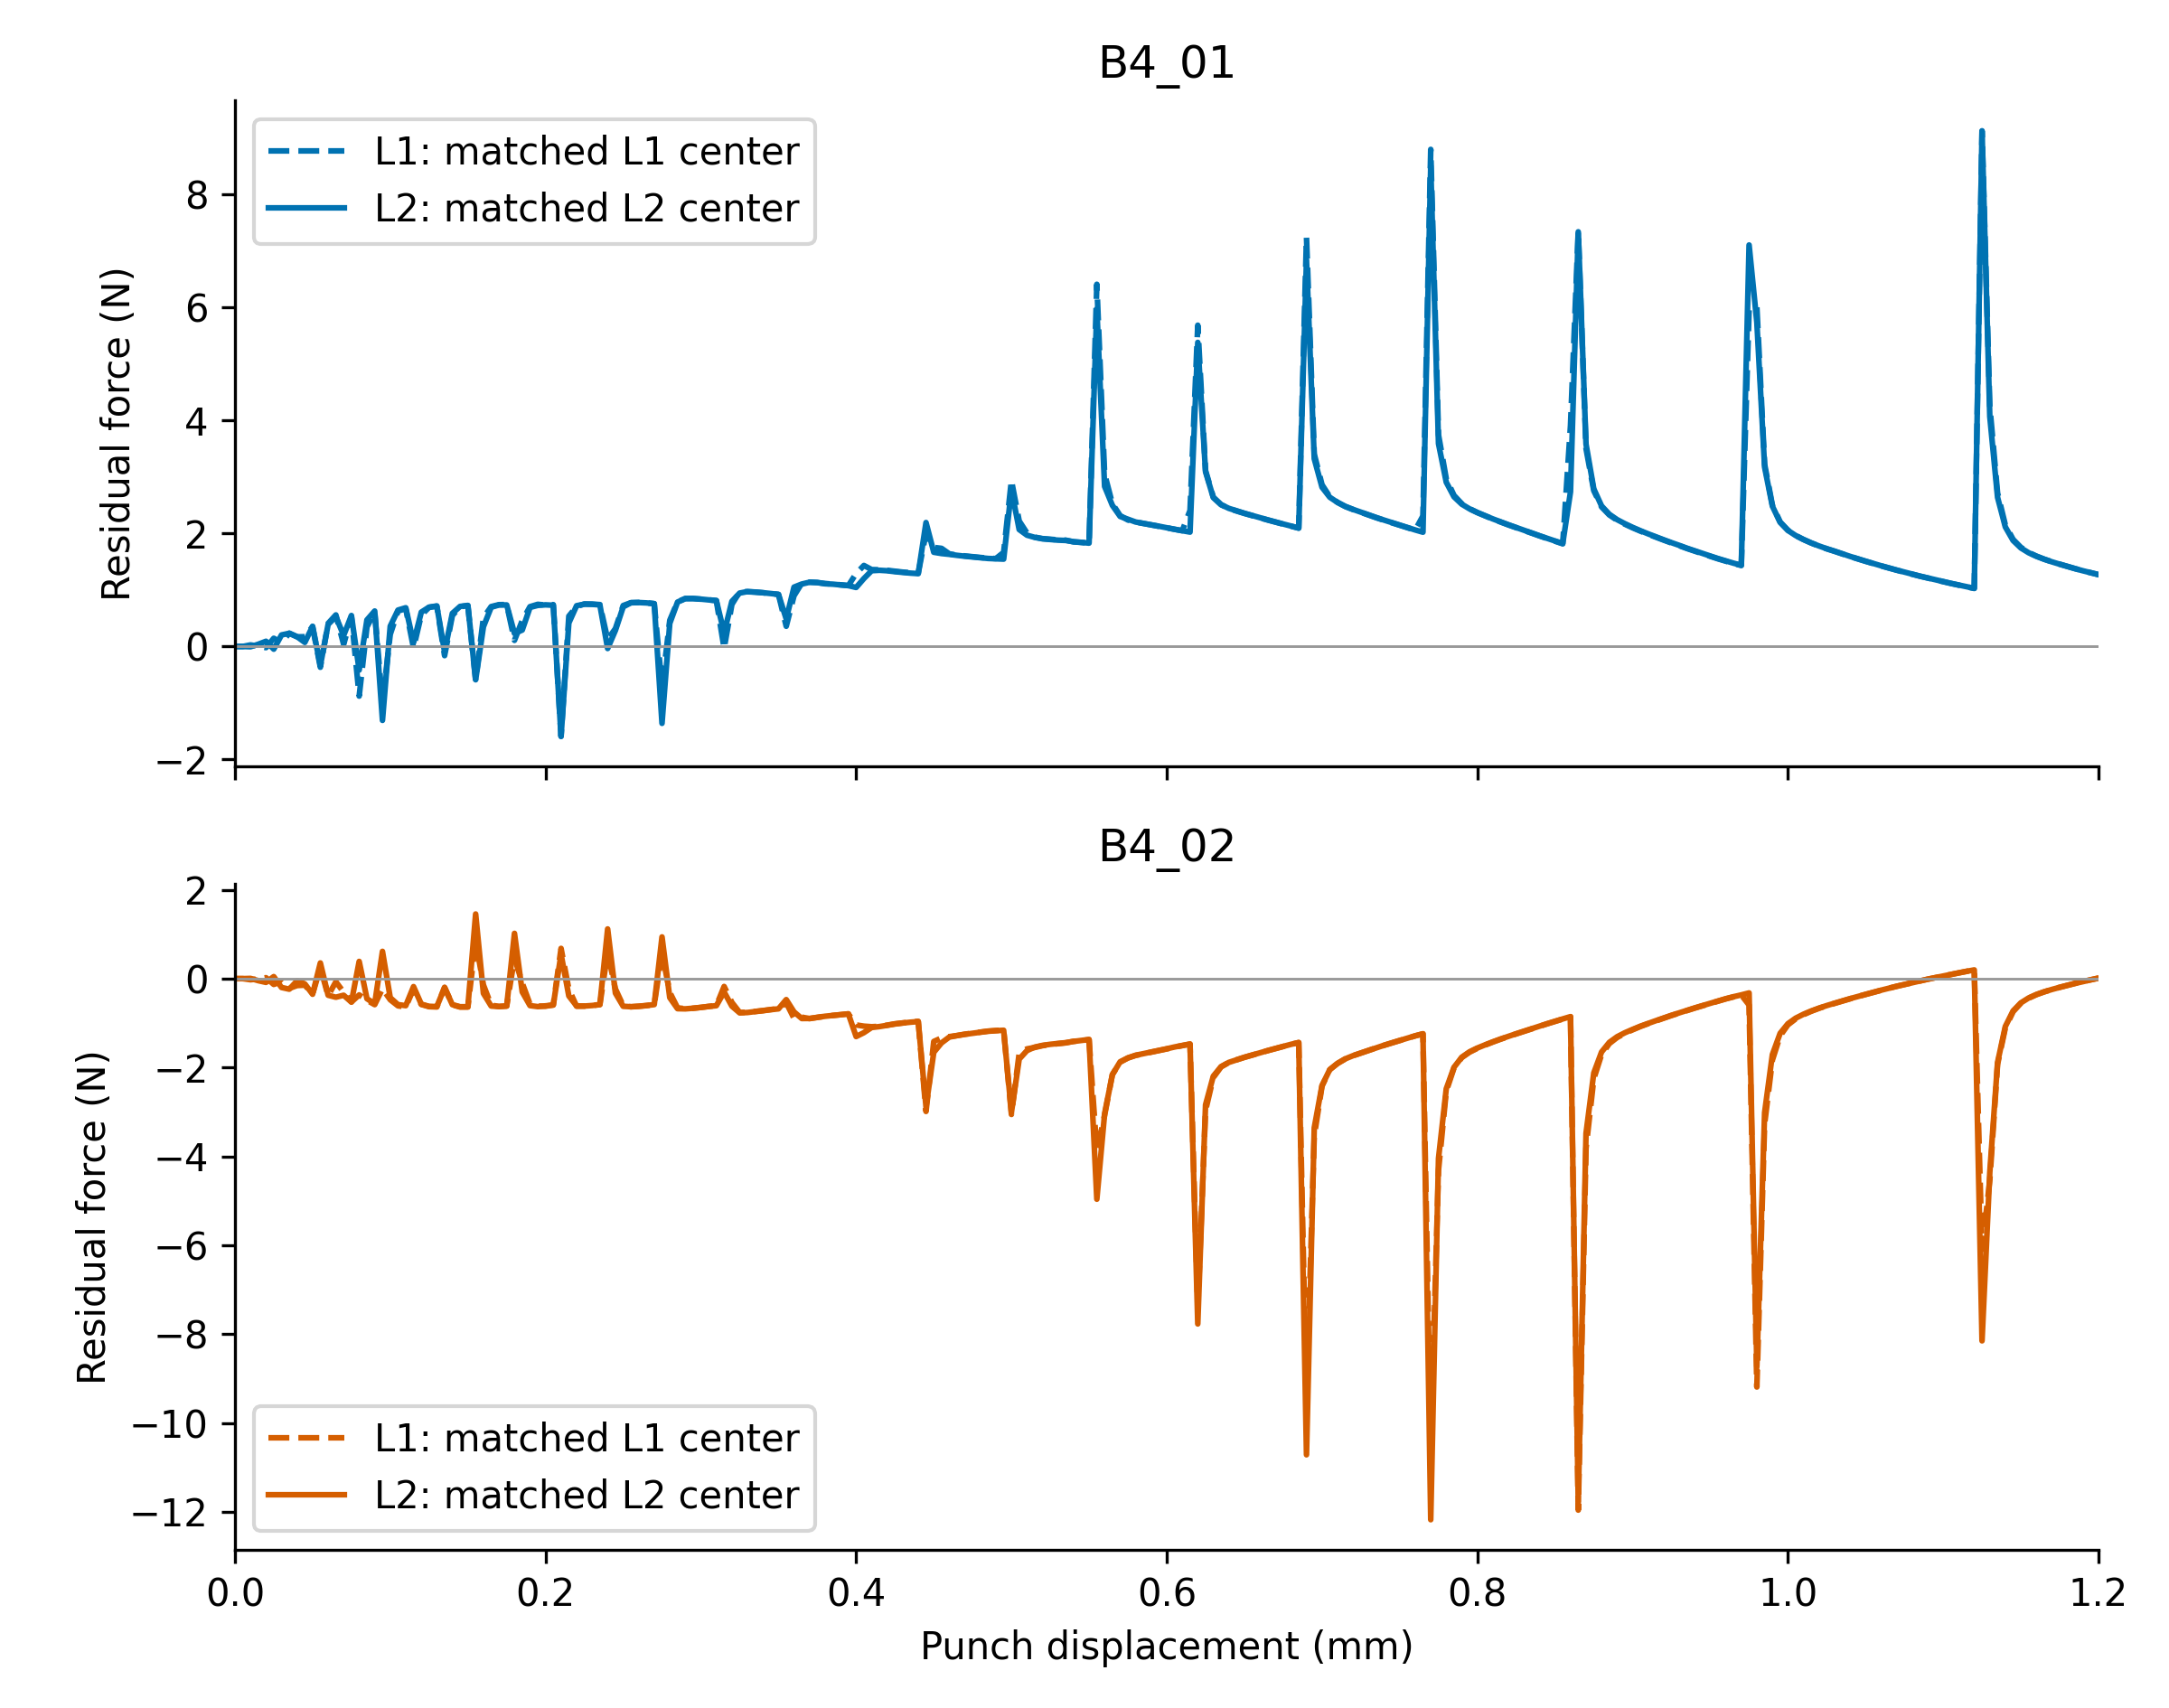 B4_01
L1: matched L1 center
L2: matched L2 center
Residual force (N)
8
6
4
2
0
−2
B4_02
2
0
−2
−4
−6
−8
−10
−12
Residual force (N)
L1: matched L1 center
L2: matched L2 center
0.0 0.2 0.4 0.6 0.8 1.0 1.2
Punch displacement (mm)